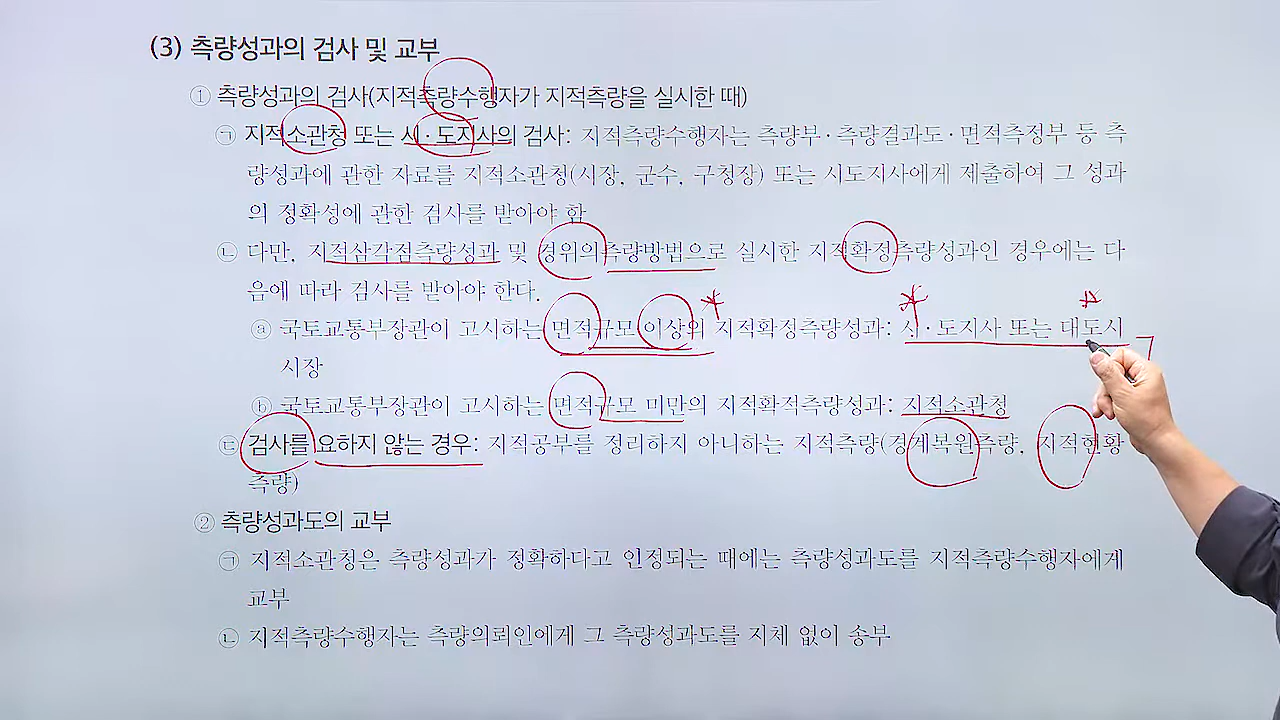 (3) 측량성과의 검사 및 교부
① 측량성과의 검사(지적측량수행자가 지적측량을 실시한 때)
㉠ 지적소관청 또는 시·도지사의 검사: 지적측량수행자는 측량부·측량결과도·면적측정부 등 측
량성과에 관한 자료를 지적소관청(시장, 군수, 구청장) 또는 시도지사에게 제출하여 그 성과
의 정확성에 관한 검사를 받아야 함
㉡ 다만, 지적삼각점측량성과 및 경위의측량방법으로 실시한 지적확정측량성과인 경우에는 다
음에 따라 검사를 받아야 한다.
ⓐ 국토교통부장관이 고시하는 면적규모 이상의 지적확정측량성과: 시·도지사 또는 대도시
시장
ⓑ 국토교통부장관이 고시하는 면적규모 미만의 지적확적측량성과: 지적소관청
㉢ 검사를 요하지 않는 경우: 지적공부를 정리하지 아니하는 지적측량(경계복원측량, 지적현황
측량)
② 측량성과도의 교부
㉠ 지적소관청은 측량성과가 정확하다고 인정되는 때에는 측량성과도를 지적측량수행자에게
교부
㉡ 지적측량수행자는 측량의뢰인에게 그 측량성과도를 지체 없이 송부